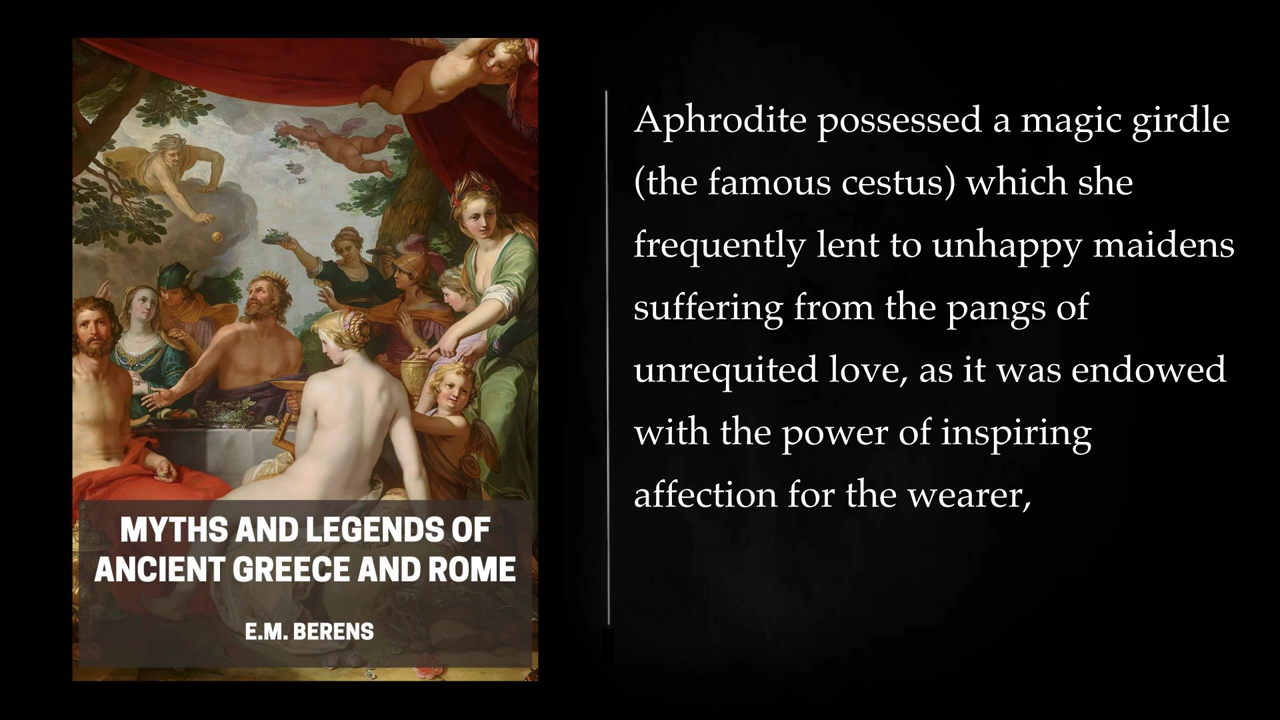 MYTHS AND LEGENDS OF
ANCIENT GREECE AND ROME
E.M. BERENS
Aphrodite possessed a magic girdle
(the famous cestus) which she
frequently lent to unhappy maidens
suffering from the pangs of
unrequited love, as it was endowed
with the power of inspiring
affection for the wearer,